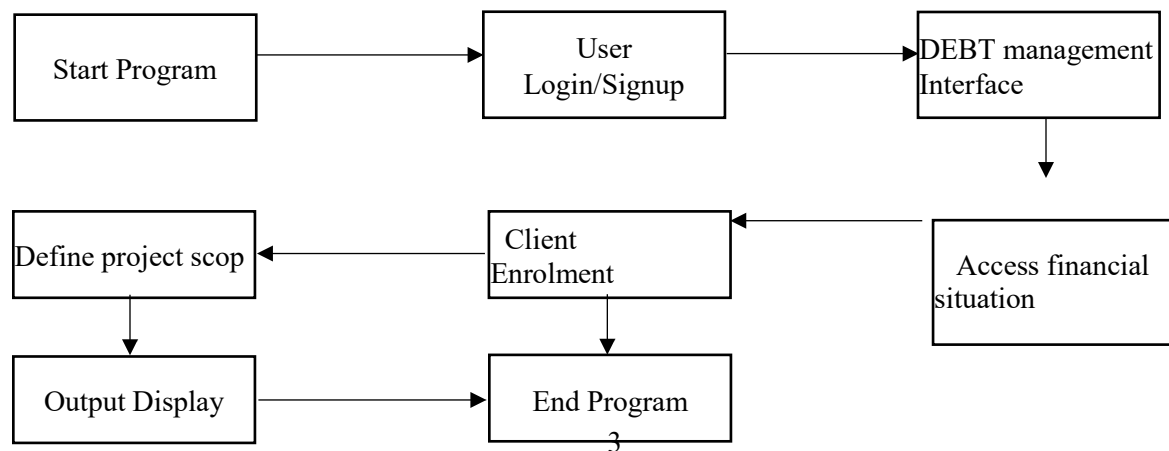 Start Program
User
Login/Signup
DEBT management
Interface
Access financial
situation
Client
Enrolment
Define project scop
Output Display
End Program
3